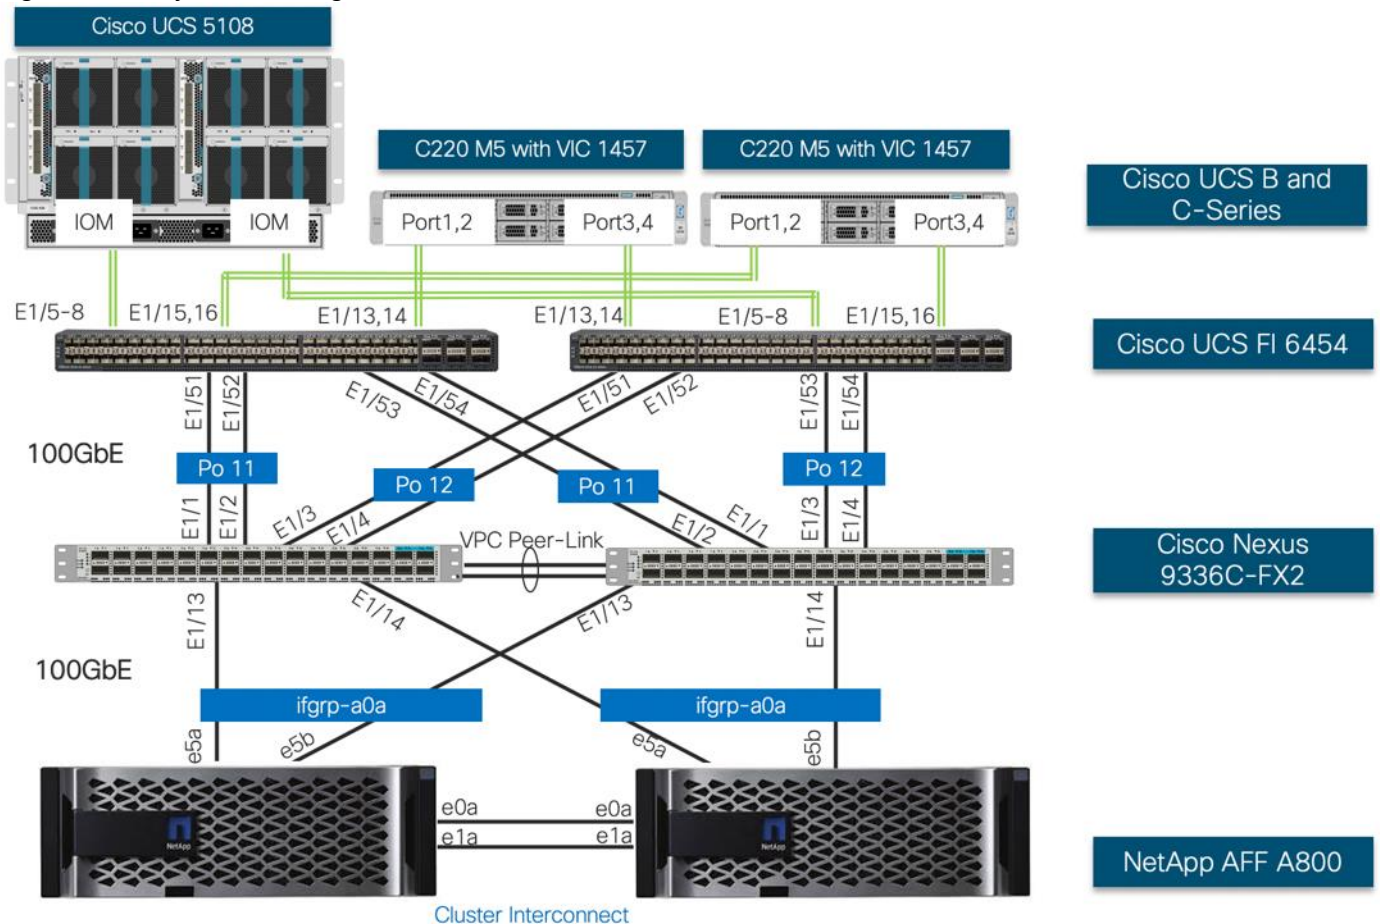 Cisco UCS 5108
C220 M5 with VIC 1457
C220 M5 with VIC 1457
Cisco UCS B and
C-Series
IOM
IOM
Port1,2
Port3,4
Port1,2
Port3,4
E1/5-8
E1/15,16
E1/13,14
E1/13,14
E1/5-8
E1/15,16
Cisco UCS FI 6454
E1/51
E1/52
E1/53
E1/54
E1/51
E1/52
E1/53
E1/54
100GbE
Po 11
Po 12
Po 11
Po 12
E1/1
E1/2
E1/3
E1/4
E1/2
E1/1
E1/3
E1/4
VPC Peer-Link
Cisco Nexus
9336C-FX2
E1/13
E1/14
E1/13
E1/14
100GbE
ifgrp-a0a
ifgrp-a0a
e5a
e5b
e5a
e5b
e0a
e0a
e1a
e1a
NetApp
NetApp
NetApp AFF A800
Cluster Interconnect